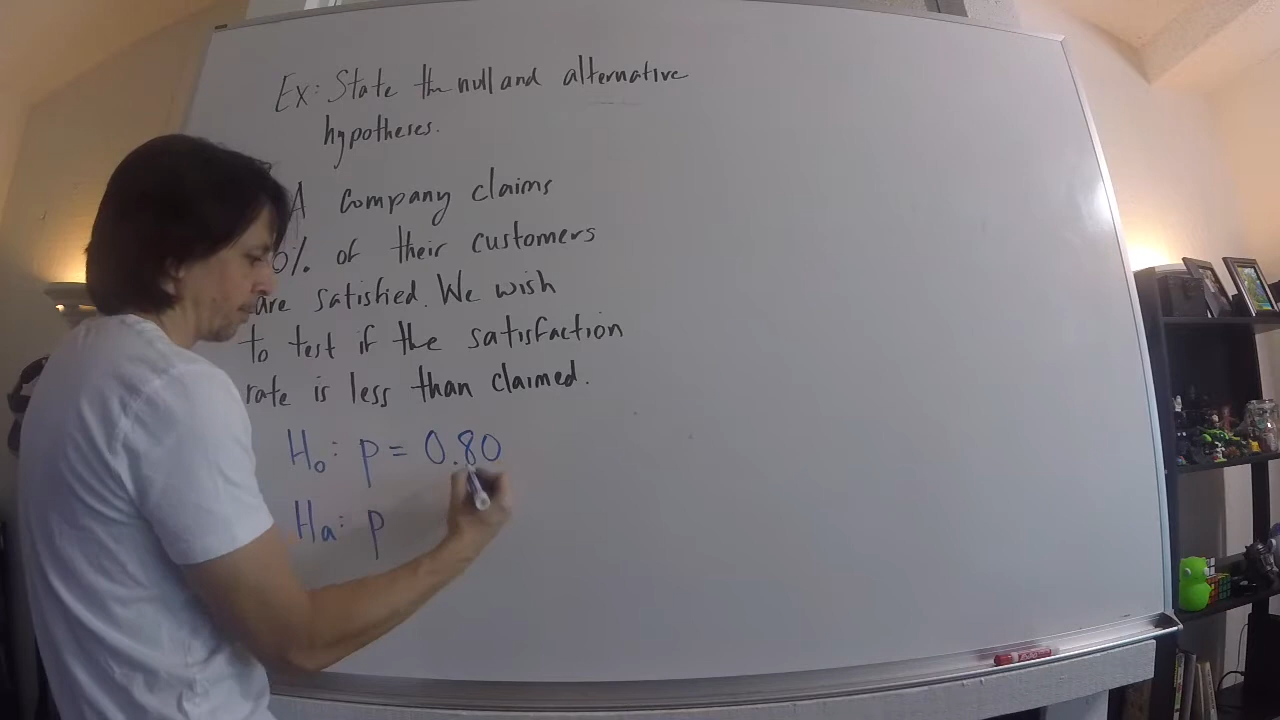 Ex: State the null and alternative
hypotheses.
A company claims
0% of their customers
are satisfied. We wish
to test if the satisfaction
rate is less than claimed.
H₀: p = 0.80
Ha: p